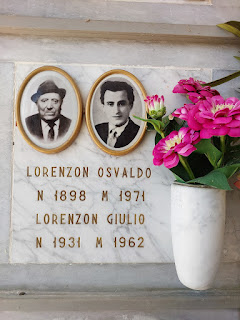 LORENZON OSVALDO
N 1898 M 1971
LORENZON GIULIO
N 1931 M 1962